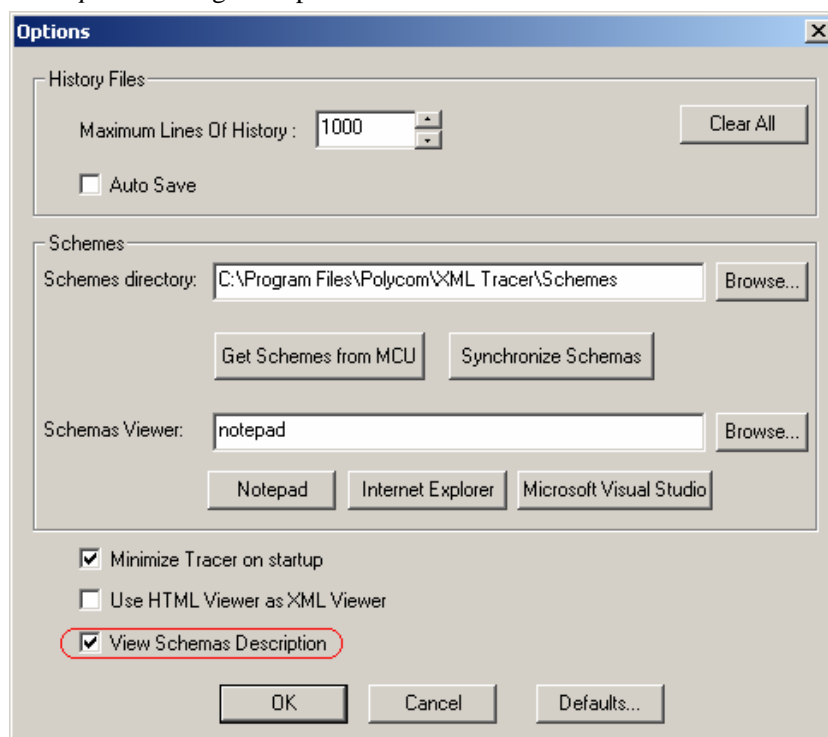 Options
History Files
Maximum Lines Of History : 1000 Clear All
Auto Save
Schemes
Schemes directory: C:\Program Files\Polycom\XML Tracer\Schemes Browse...
Get Schemes from MCU Synchronize Schemas
Schemas Viewer: notepad Browse...
Notepad Internet Explorer Microsoft Visual Studio
Minimize Tracer on startup
Use HTML Viewer as XML Viewer
View Schemas Description
OK Cancel Defaults...